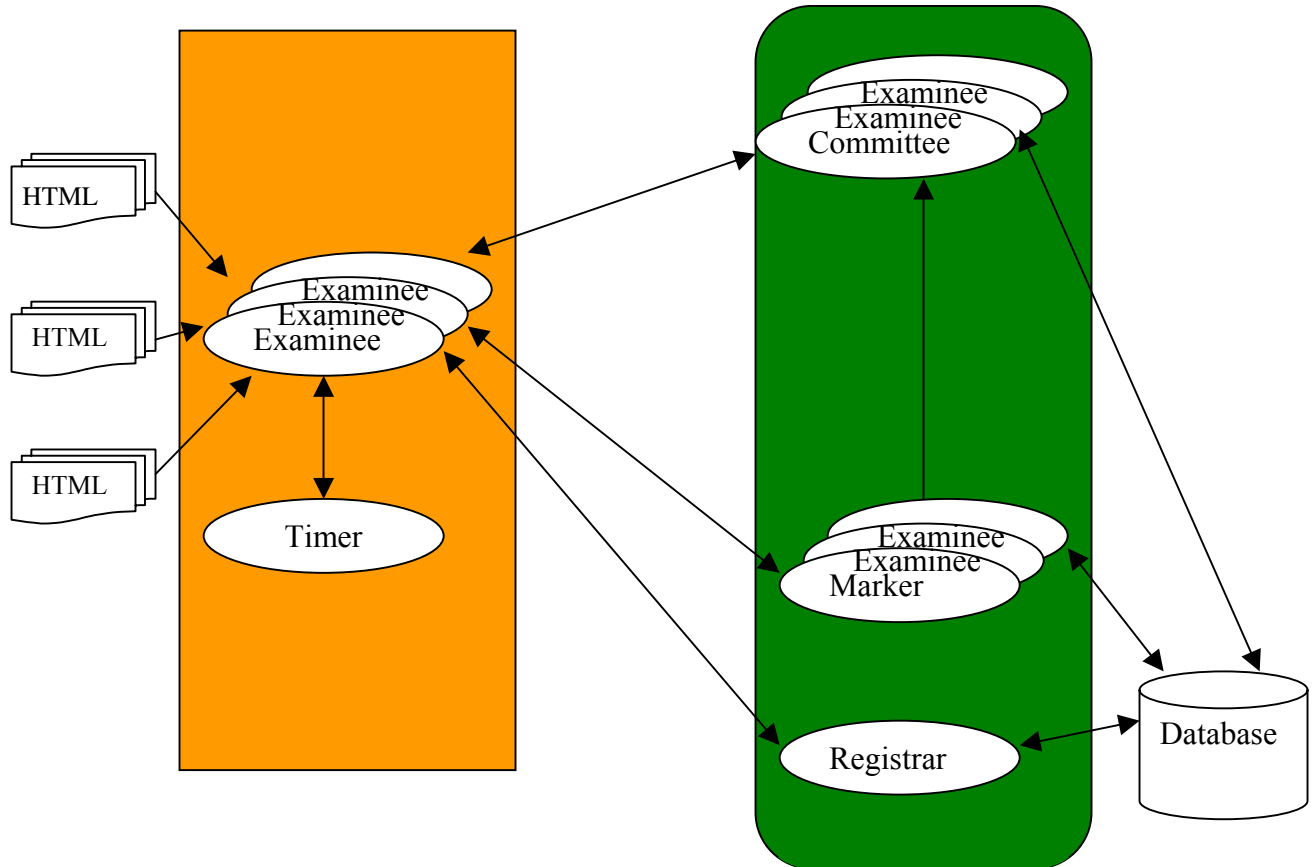 Examinee
Examinee
Committee
HTML
Examinee
Examinee
Examinee
HTML
HTML
Timer
Examinee
Examinee
Marker
Registrar
Database